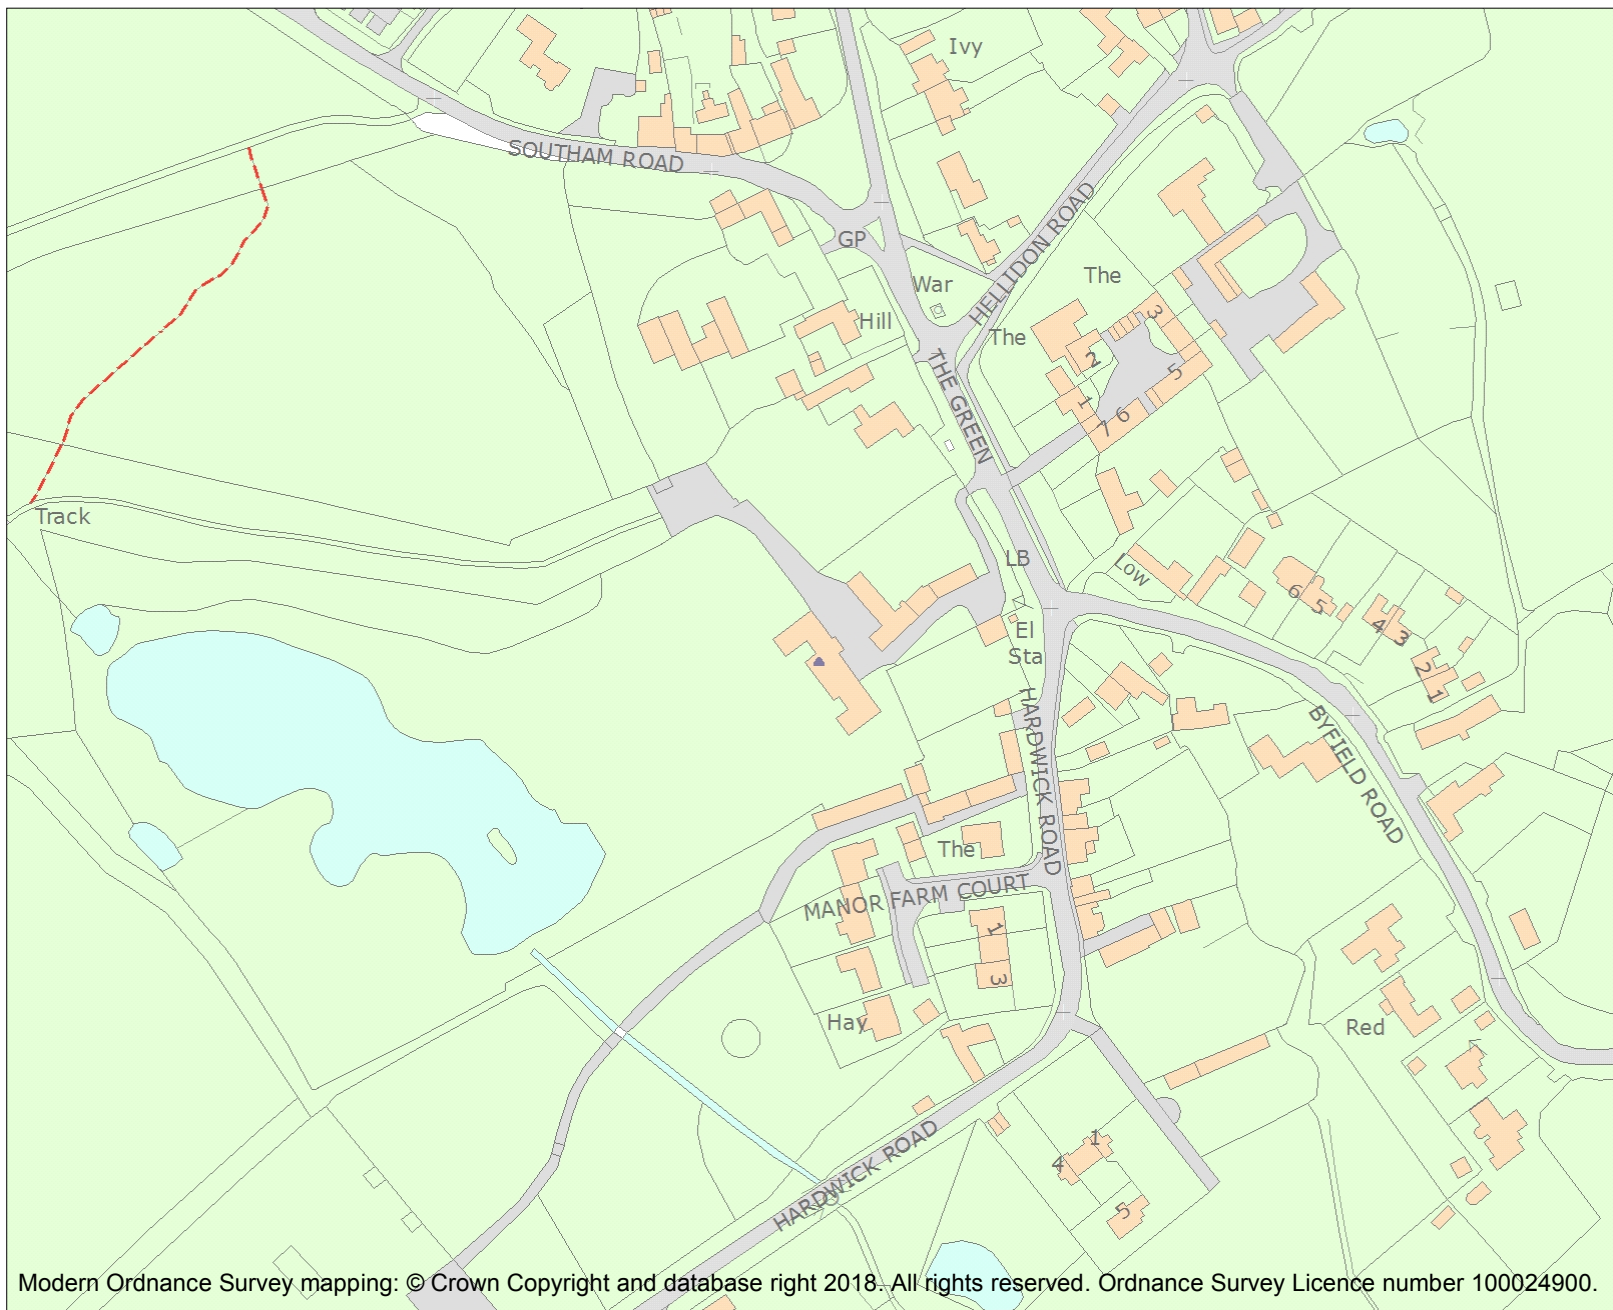 Ivy
SOUTHAM ROAD
GP
HELLIDON ROAD
The
War
Hill
The
3
2
THE GREEN
5
1
6
7
Track
LB
Low
6
5
El
Sta
4
3
2
1
HARDWICK ROAD
BYFIELD ROAD
The
MANOR FARM COURT
1
3
Hay
Red
HARDWICK ROAD
1
4
5
Modern Ordnance Survey mapping: © Crown Copyright and database right 2018. All rights reserved. Ordnance Survey Licence number 100024900.